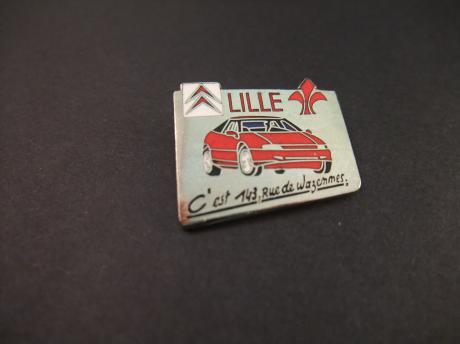 LILLE
C'est 143, Rue de Wazemmes.